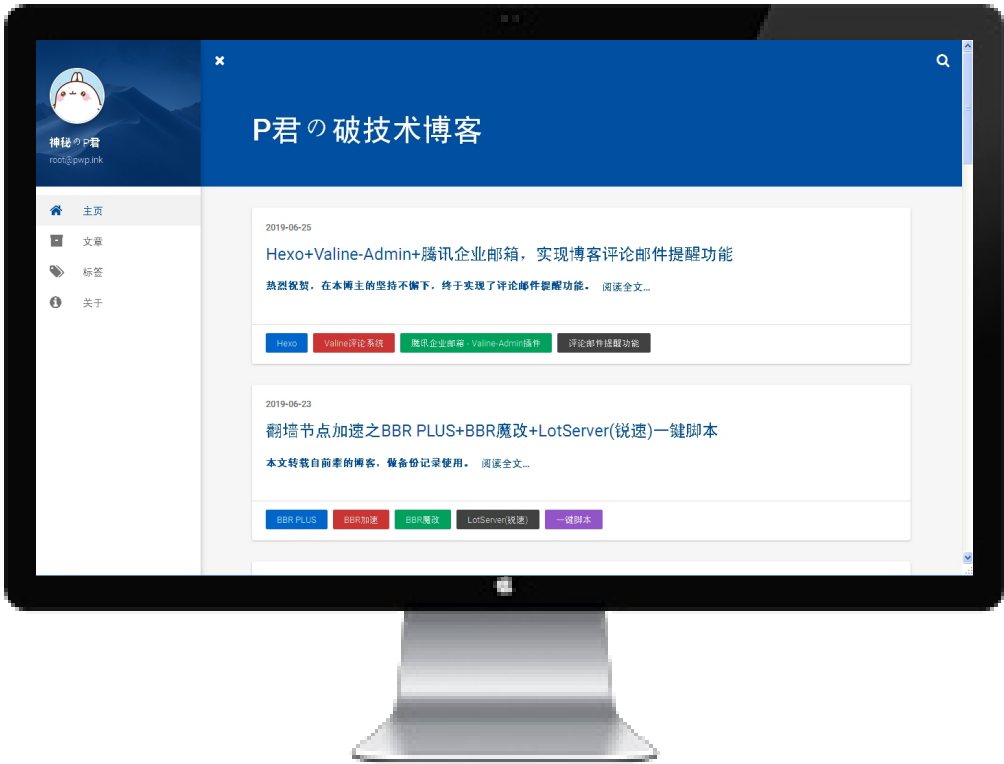 神秘のP君
root@pwp.ink
主页
文章
标签
关于
P君の破技术博客
2019-06-25
Hexo+Valine-Admin+腾讯企业邮箱，实现博客评论邮件提醒功能
热烈祝贺，在本博主的坚持不懈下，终于实现了评论邮件提醒功能。 阅读全文...
Hexo Valine评论系统 腾讯企业邮箱 - Valine-Admin插件 评论邮件提醒功能
2019-06-23
翻墙节点加速之BBR PLUS+BBR魔改+LotServer(锐速)一键脚本
本文转载自前辈的博客，做备份记录使用。 阅读全文...
BBR PLUS BBR加速 BBR魔改 LotServer(锐速) 一键脚本